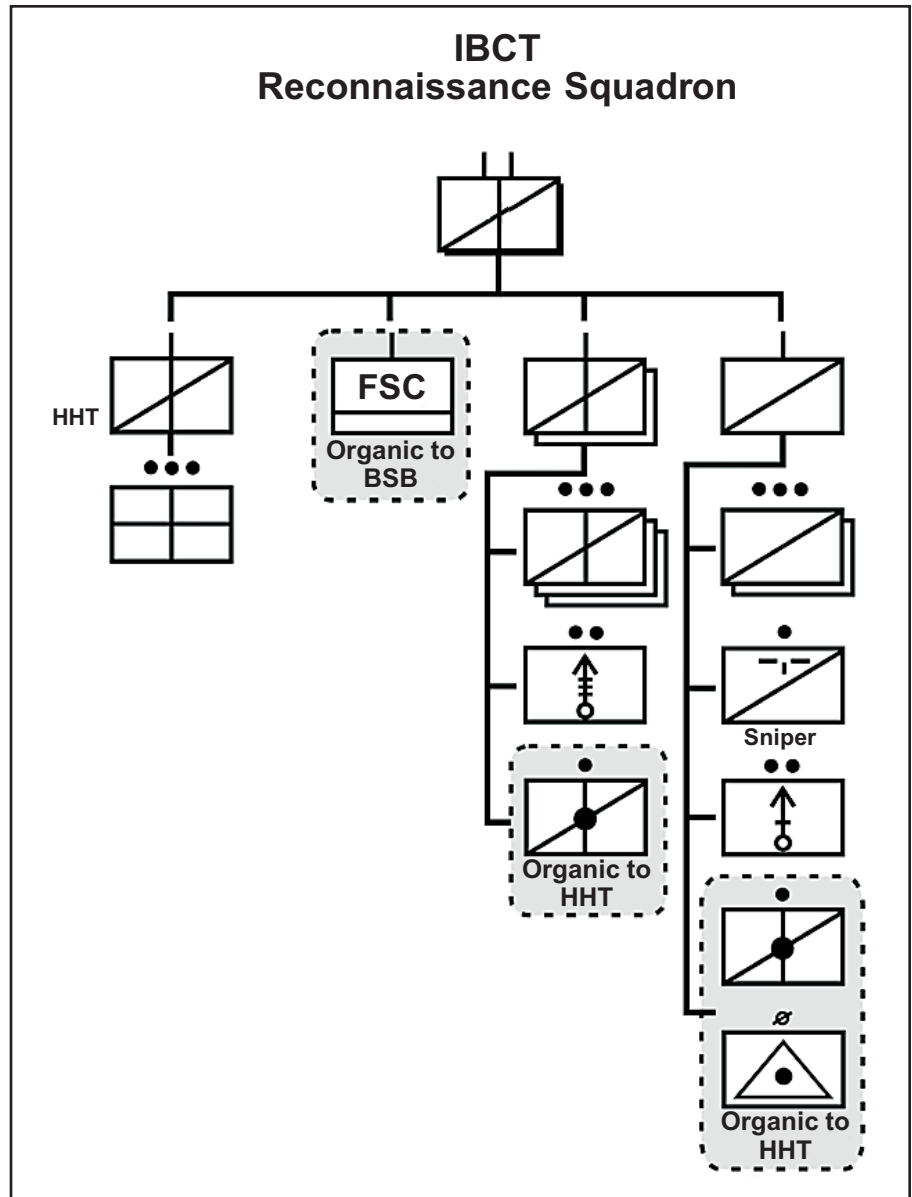 IBCT
Reconnaissance Squadron
HHT
FSC
Organic to
BSB
Sniper
Organic to
HHT
Organic to
HHT